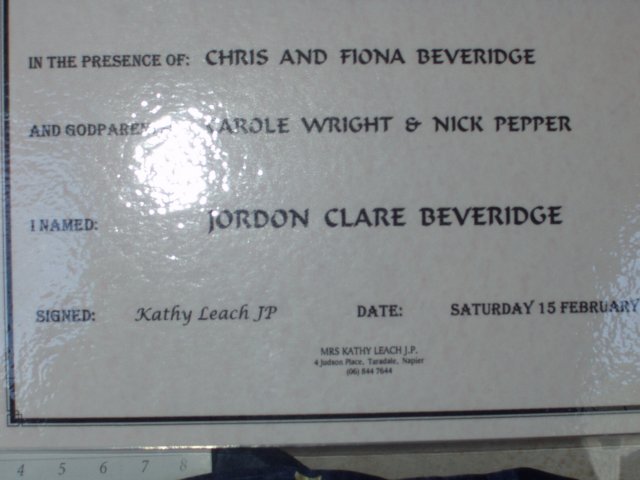 IN THE PRESENCE OF: CHRIS AND FIONA BEVERIDGE
AND GODPARENTS: CAROLE WRIGHT & NICK PEPPER
I NAMED: JORDON CLARE BEVERIDGE
SIGNED: Kathy Leach JP DATE: SATURDAY 15 FEBRUARY
MRS KATHY LEACH J.P.
4 Judson Place, Taradale, Napier
(06) 844 7644
4 5 6 7 8